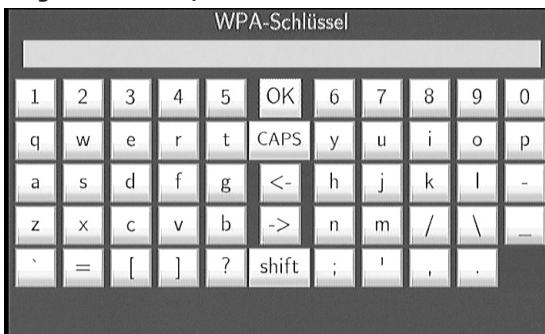 WPA-Schlüssel
1 2 3 4 5 OK 6 7 8 9 0
q w e r t CAPS y u i o p
a s d f g <- h j k l -
z x c v b -> n m / \ _
` = [ ] ? shift ; ' , .